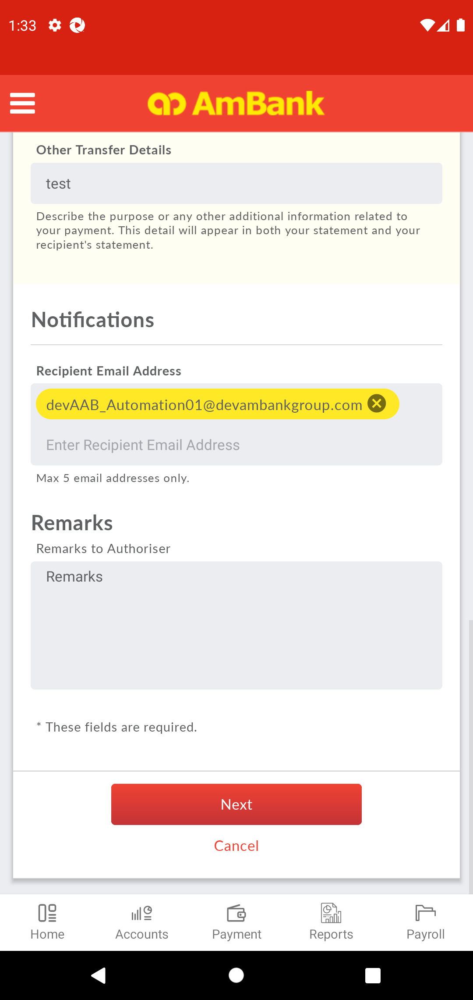 1:33
AmBank
Other Transfer Details
test
Describe the purpose or any other additional information related to
your payment. This detail will appear in both your statement and your
recipient's statement.
Notifications
Recipient Email Address
devAAB_Automation01@devambankgroup.com
Enter Recipient Email Address
Max 5 email addresses only.
Remarks
Remarks to Authoriser
Remarks
* These fields are required.
Next
Cancel
Home Accounts Payment Reports Payroll